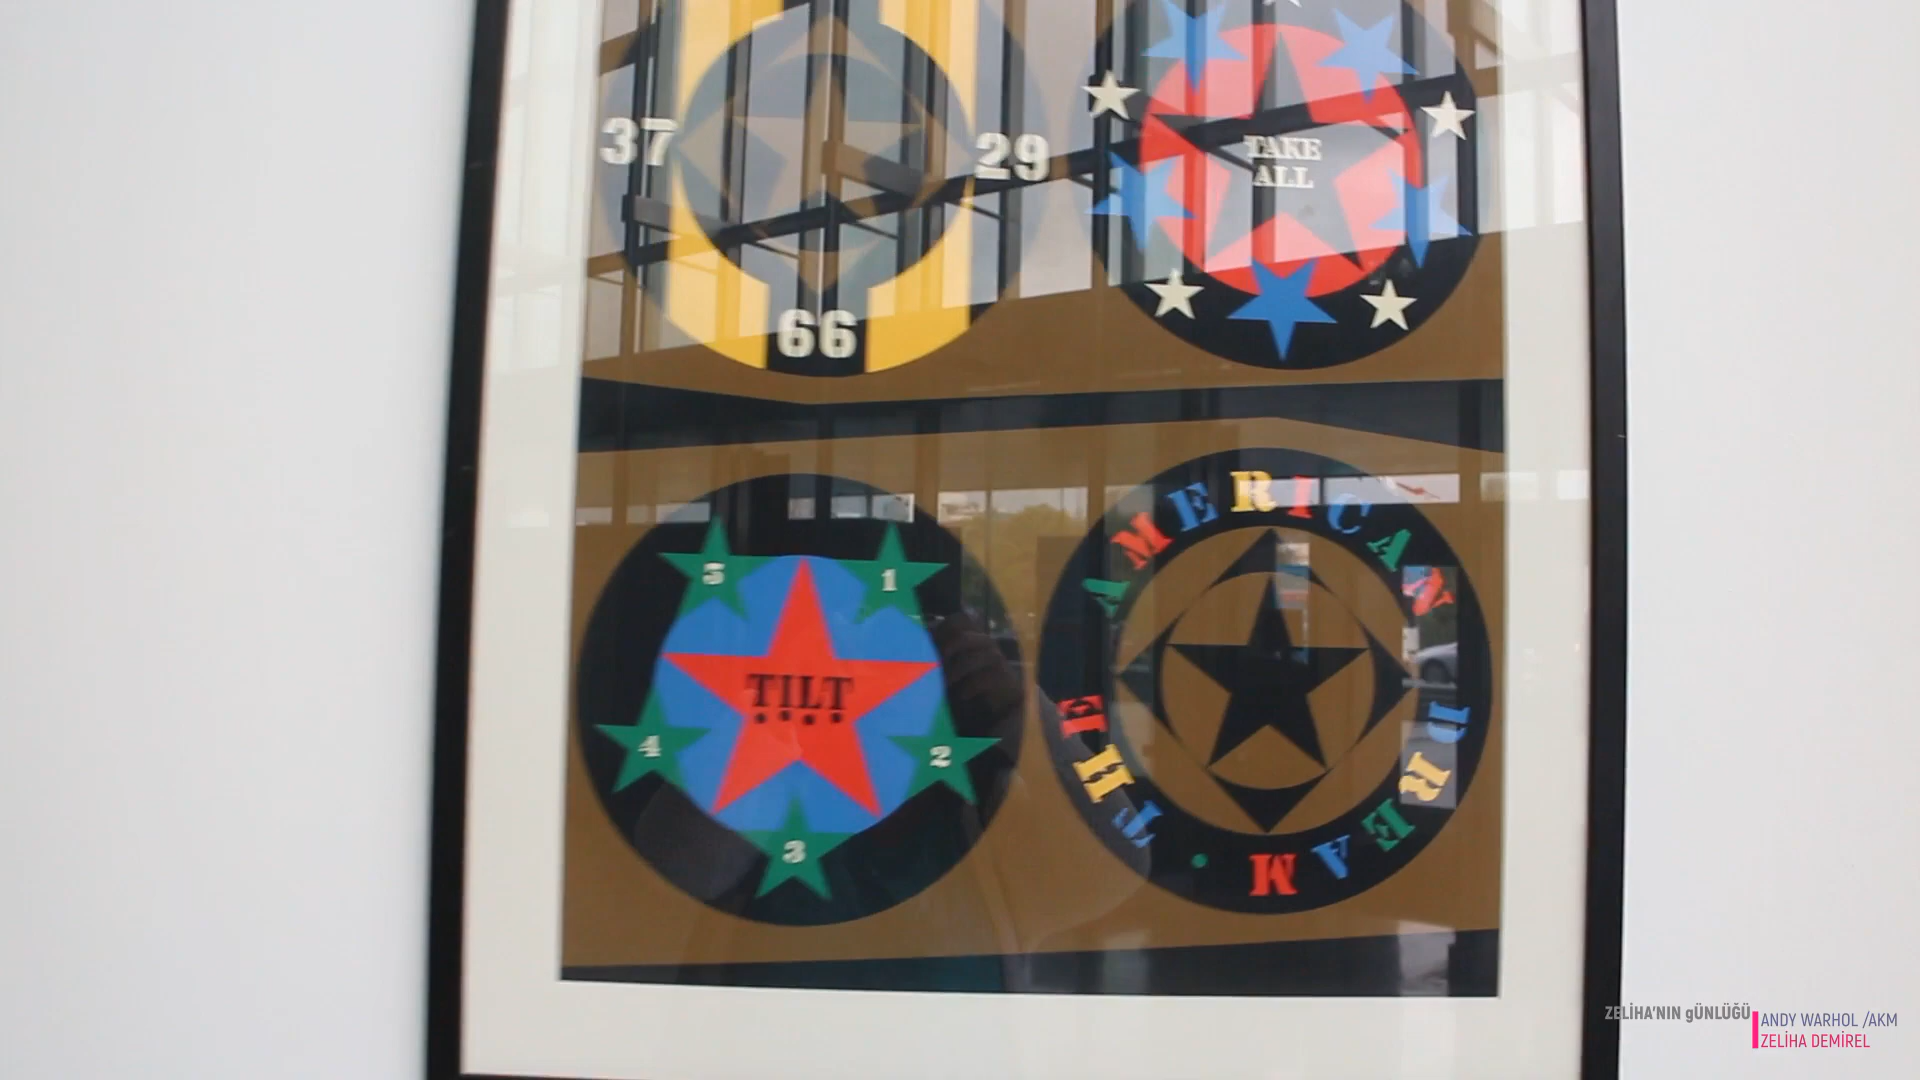 37
29
66
TAKE
ALL
5
1
TILT
4
2
3
THE AMERICAN DREAM •
ZELİHA'NIN gÜNLÜĞÜ
ANDY WARHOL /AKM
ZELİHA DEMİREL